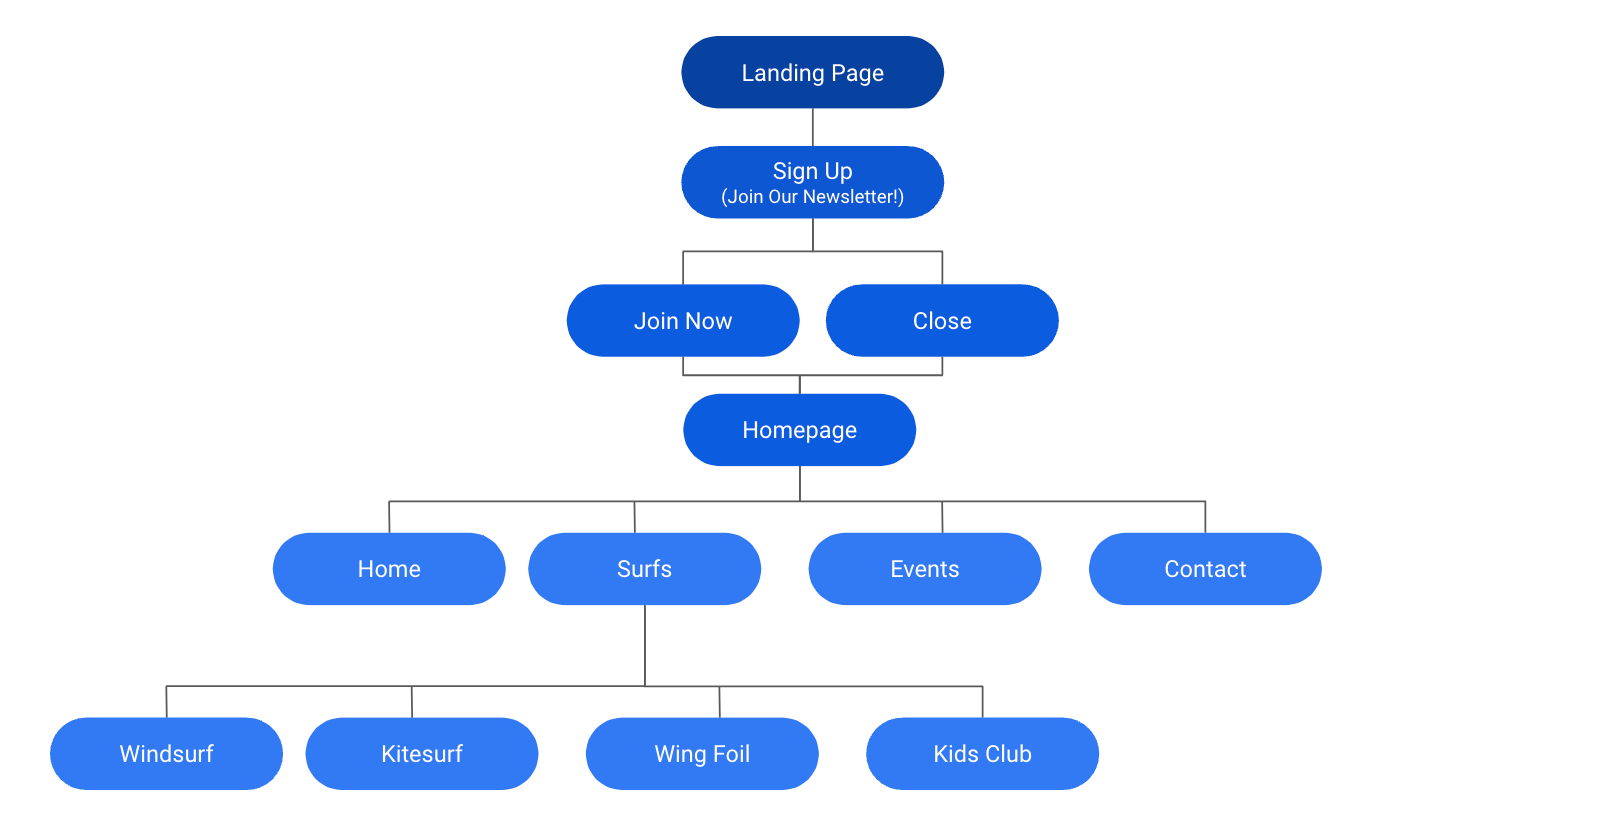 Landing Page
Sign Up
(Join Our Newsletter!)
Join Now
Close
Homepage
Home
Surfs
Events
Contact
Windsurf
Kitesurf
Wing Foil
Kids Club